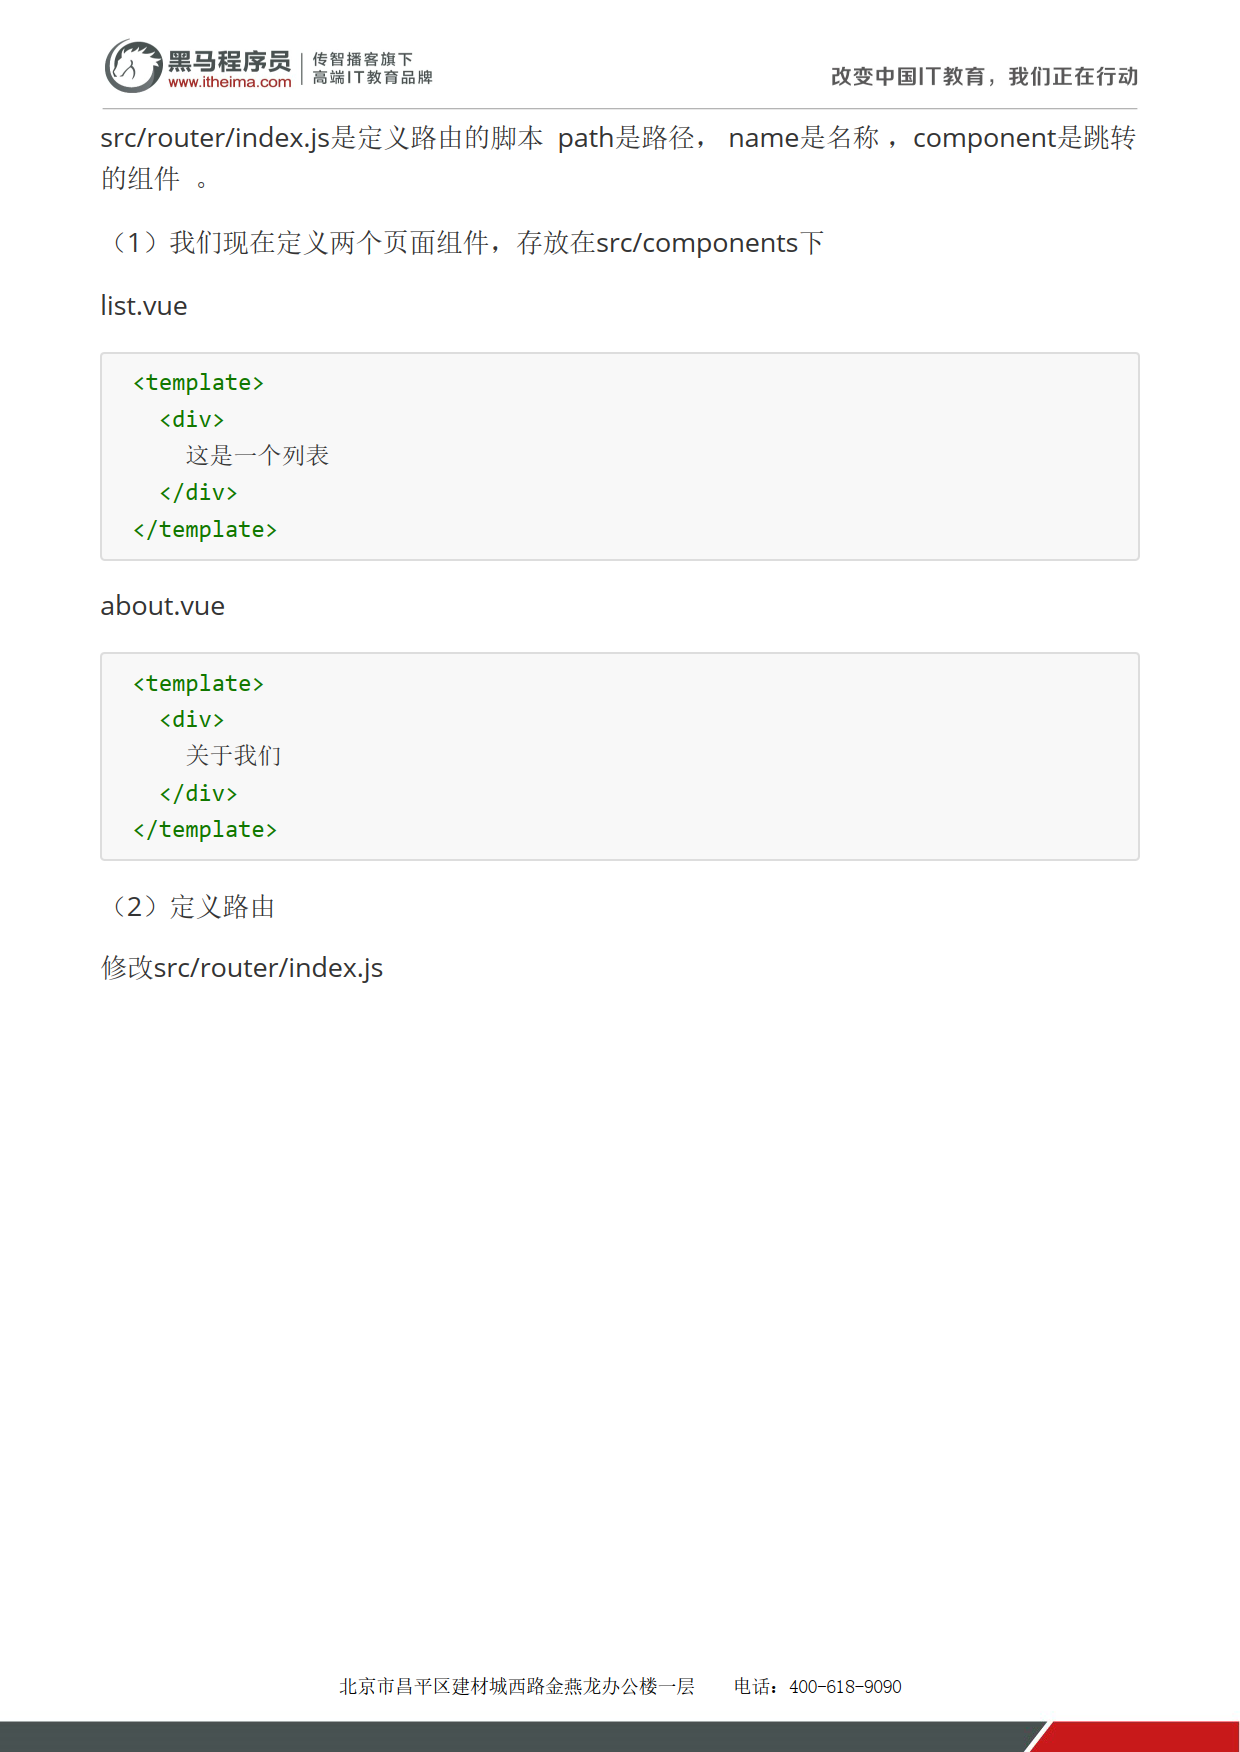 黑马程序员
www.itheima.com
传智播客旗下
高端IT教育品牌
改变中国IT教育，我们正在行动
src/router/index.js是定义路由的脚本 path是路径， name是名称 ，component是跳转
的组件 。
（1）我们现在定义两个页面组件，存放在src/components下
list.vue
<template>
  <div>
    这是一个列表
  </div>
</template>
about.vue
<template>
  <div>
    关于我们
  </div>
</template>
（2）定义路由
修改src/router/index.js
北京市昌平区建材城西路金燕龙办公楼一层 电话：400-618-9090